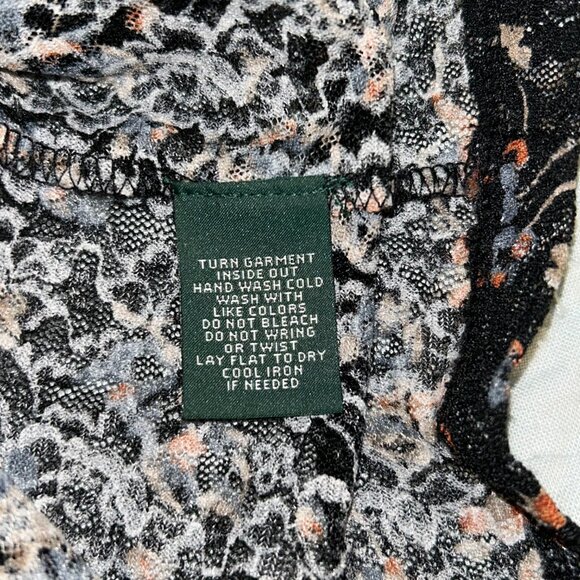 TURN GARMENT
INSIDE OUT
HAND WASH COLD
WASH WITH
LIKE COLORS
DO NOT BLEACH
DO NOT WRING
OR TWIST
LAY FLAT TO DRY
COOL IRON
IF NEEDED